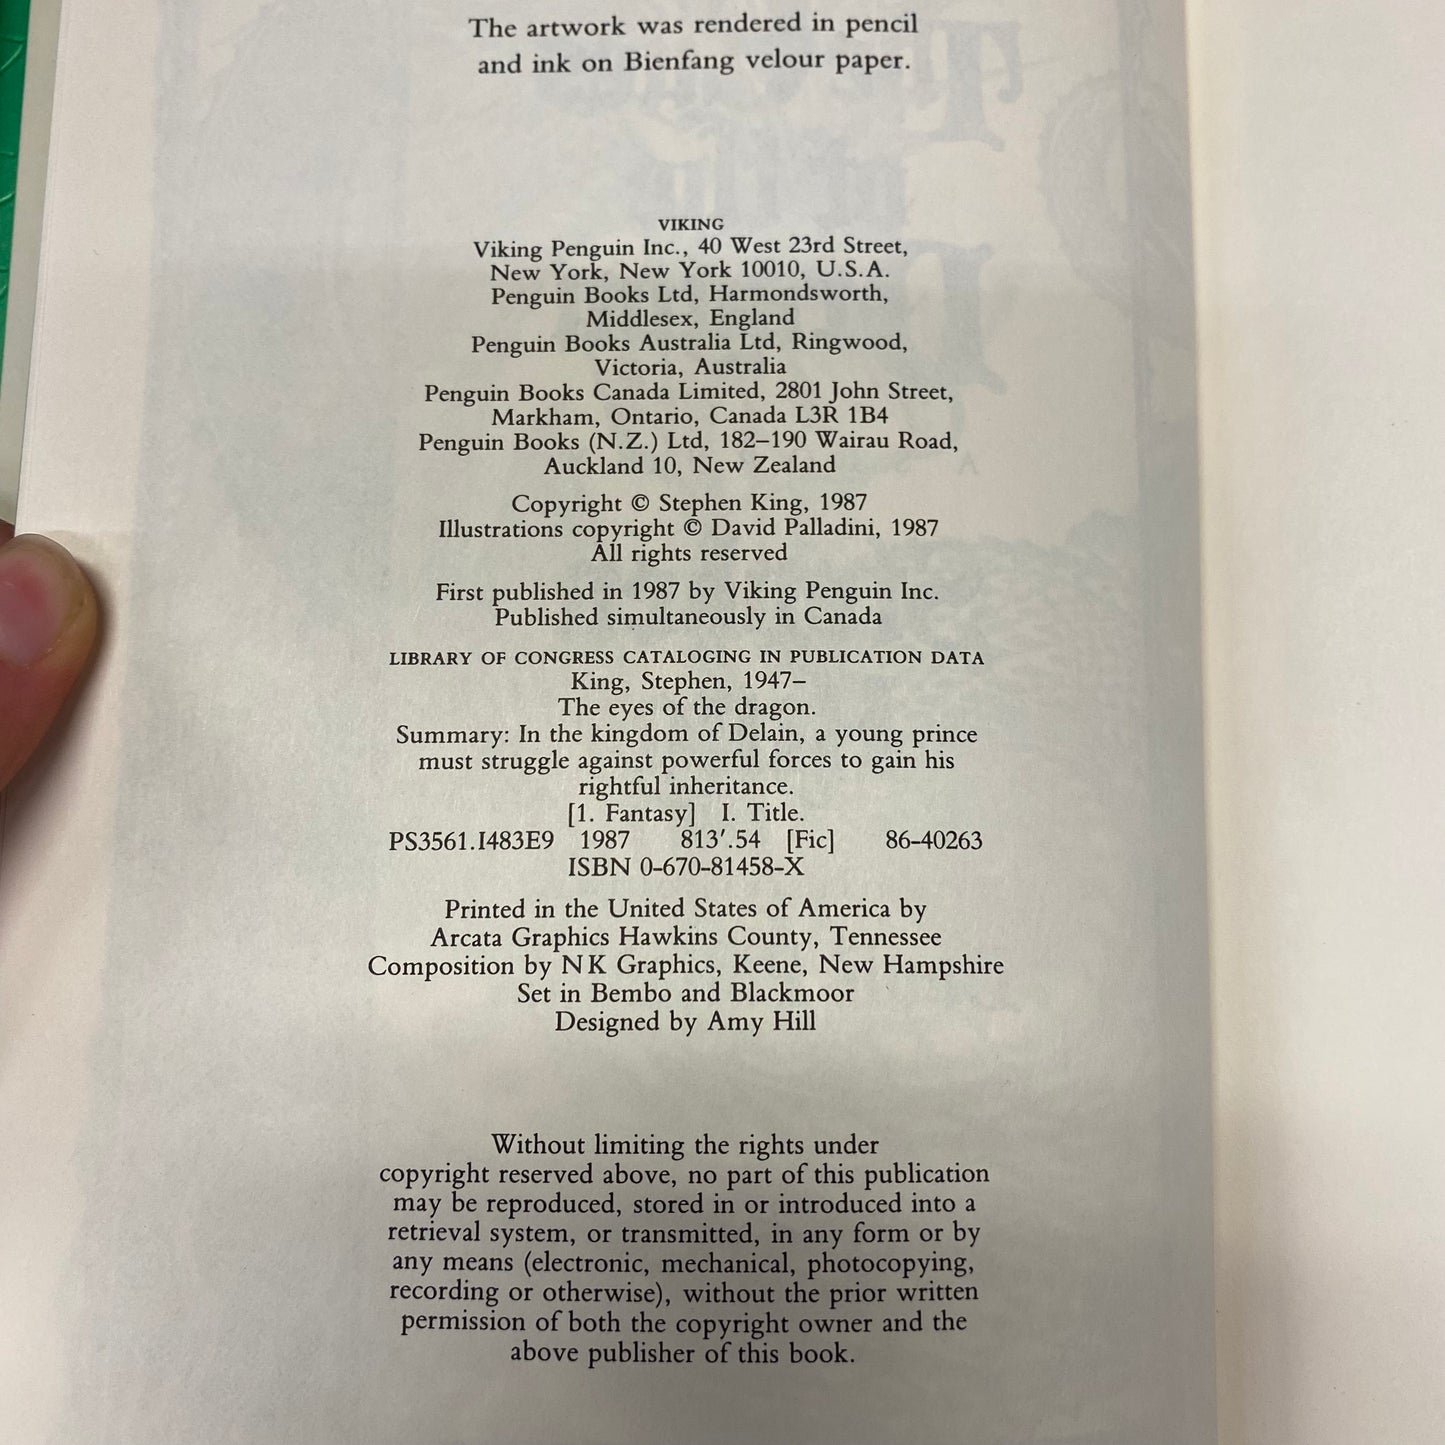 The artwork was rendered in pencil
and ink on Bienfang velour paper.
VIKING
Viking Penguin Inc., 40 West 23rd Street,
New York, New York 10010, U.S.A.
Penguin Books Ltd, Harmondsworth,
Middlesex, England
Penguin Books Australia Ltd, Ringwood,
Victoria, Australia
Penguin Books Canada Limited, 2801 John Street,
Markham, Ontario, Canada L3R 1B4
Penguin Books (N.Z.) Ltd, 182–190 Wairau Road,
Auckland 10, New Zealand
Copyright © Stephen King, 1987
Illustrations copyright © David Palladini, 1987
All rights reserved
First published in 1987 by Viking Penguin Inc.
Published simultaneously in Canada
LIBRARY OF CONGRESS CATALOGING IN PUBLICATION DATA
King, Stephen, 1947–
The eyes of the dragon.
Summary: In the kingdom of Delain, a young prince
must struggle against powerful forces to gain his
rightful inheritance.
[1. Fantasy] I. Title.
PS3561.I483E9 1987 813′.54 [Fic] 86-40263
ISBN 0-670-81458-X
Printed in the United States of America by
Arcata Graphics Hawkins County, Tennessee
Composition by NK Graphics, Keene, New Hampshire
Set in Bembo and Blackmoor
Designed by Amy Hill
Without limiting the rights under
copyright reserved above, no part of this publication
may be reproduced, stored in or introduced into a
retrieval system, or transmitted, in any form or by
any means (electronic, mechanical, photocopying,
recording or otherwise), without the prior written
permission of both the copyright owner and the
above publisher of this book.